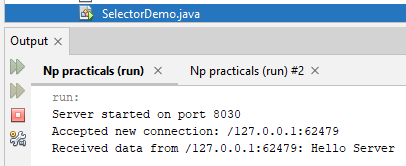 SelectorDemo.java
Output
Np practicals (run)
Np practicals (run) #2
run:
Server started on port 8030
Accepted new connection: /127.0.0.1:62479
Received data from /127.0.0.1:62479: Hello Server